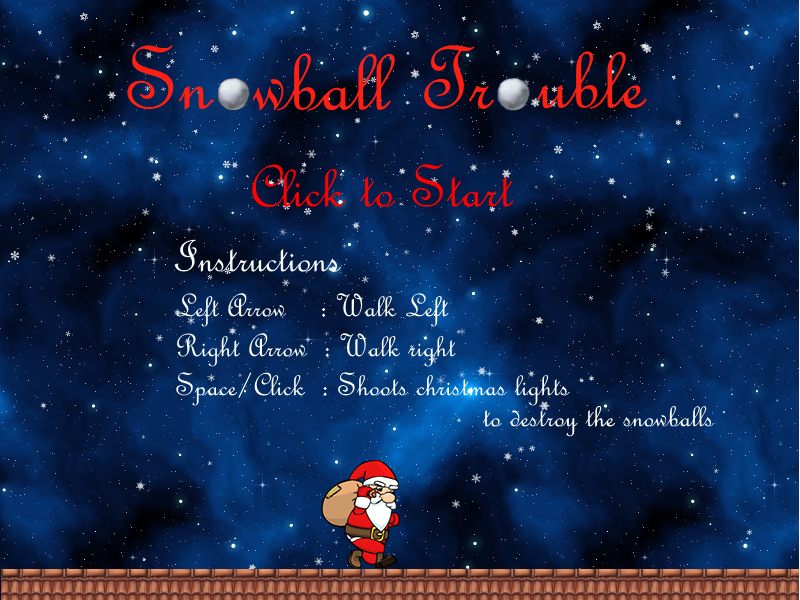 Snowball Trouble
Click to Start
Instructions
Left Arrow : Walk Left
Right Arrow : Walk right
Space/Click : Shoots christmas lights
to destroy the snowballs